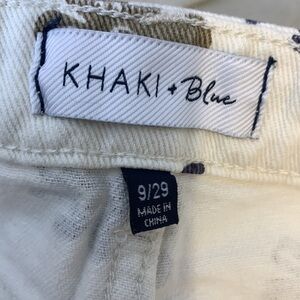 KHAKI + Blue
9/29
MADE IN
CHINA